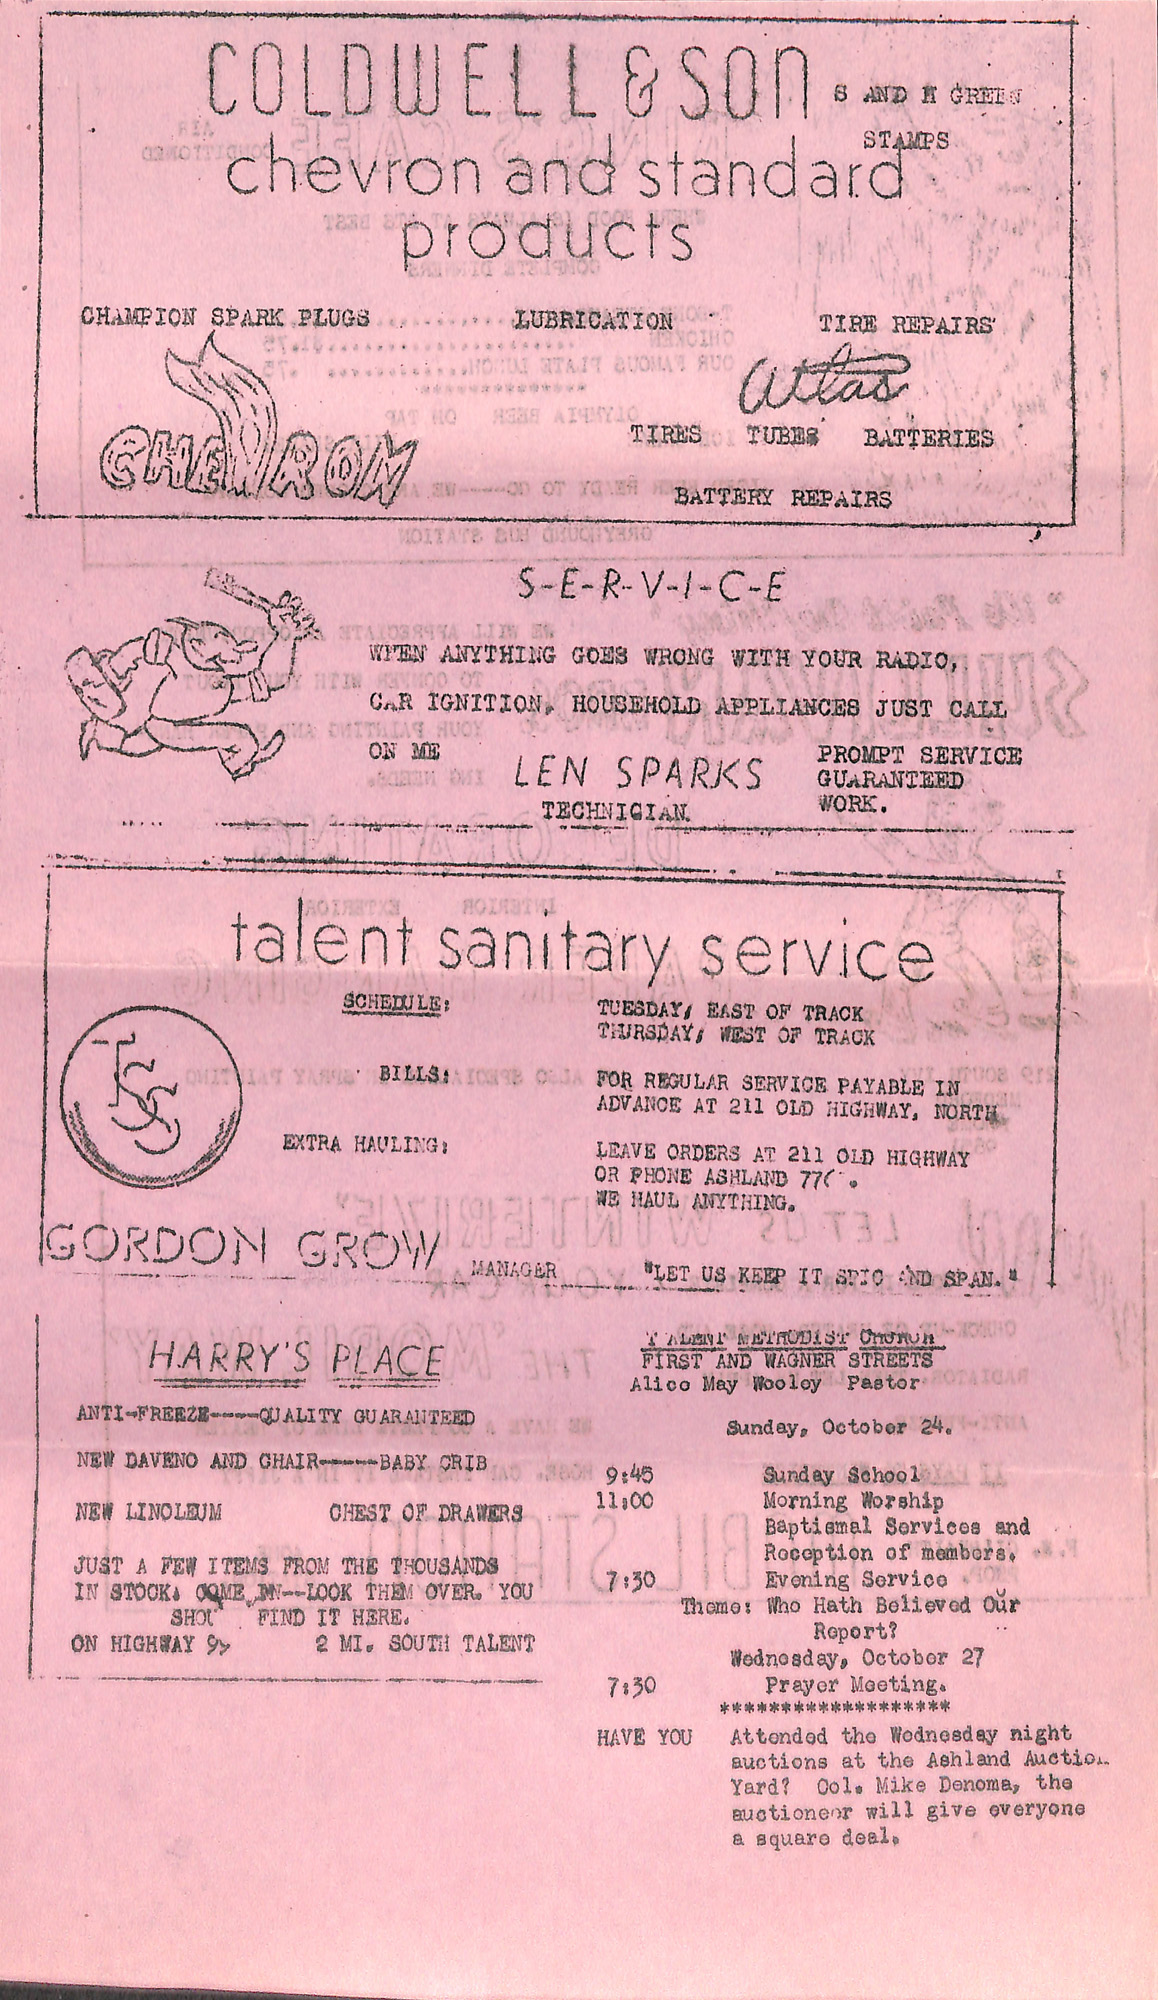 COLDWELL & SON
S AND H GREEN
STAMPS
chevron and standard
products
CHAMPION SPARK PLUGS LUBRICATION TIRE REPAIRS
Atlas
CHEVRON
TIRES TUBES BATTERIES
BATTERY REPAIRS
S-E-R-V-I-C-E
WHEN ANYTHING GOES WRONG WITH YOUR RADIO,
CAR IGNITION, HOUSEHOLD APPLIANCES JUST CALL
ON ME
LEN SPARKS
TECHNICIAN.
PROMPT SERVICE
GUARANTEED
WORK.
talent sanitary service
TSS
SCHEDULE: TUESDAY, EAST OF TRACK
THURSDAY, WEST OF TRACK
BILLS: FOR REGULAR SERVICE PAYABLE IN
ADVANCE AT 211 OLD HIGHWAY, NORTH
EXTRA HAULING: LEAVE ORDERS AT 211 OLD HIGHWAY
OR PHONE ASHLAND
WE HAUL ANYTHING.
GORDON GROW MANAGER "LET US KEEP IT SPIC AND SPAN."
HARRY'S PLACE
ANTI-FREEZE----QUALITY GUARANTEED
NEW DAVENO AND CHAIR-----BABY CRIB
NEW LINOLEUM CHEST OF DRAWERS
JUST A FEW ITEMS FROM THE THOUSANDS
IN STOCK. COME IN--LOOK THEM OVER. YOU
FIND IT HERE.
ON HIGHWAY 2 MI. SOUTH TALENT
TALENT METHODIST CHURCH
FIRST AND WAGNER STREETS
Alice May Wooley Pastor
Sunday, October 24.
9:45 Sunday School
11:00 Morning Worship
Baptismal Services and
Reception of members.
7:30 Evening Service
Theme: Who Hath Believed Our
Report?
Wednesday, October 27
7:30 Prayer Meeting.
*******************
HAVE YOU Attended the Wednesday night
auctions at the Ashland Auction
Yard? Col. Mike Denoma, the
auctioneer will give everyone
a square deal.